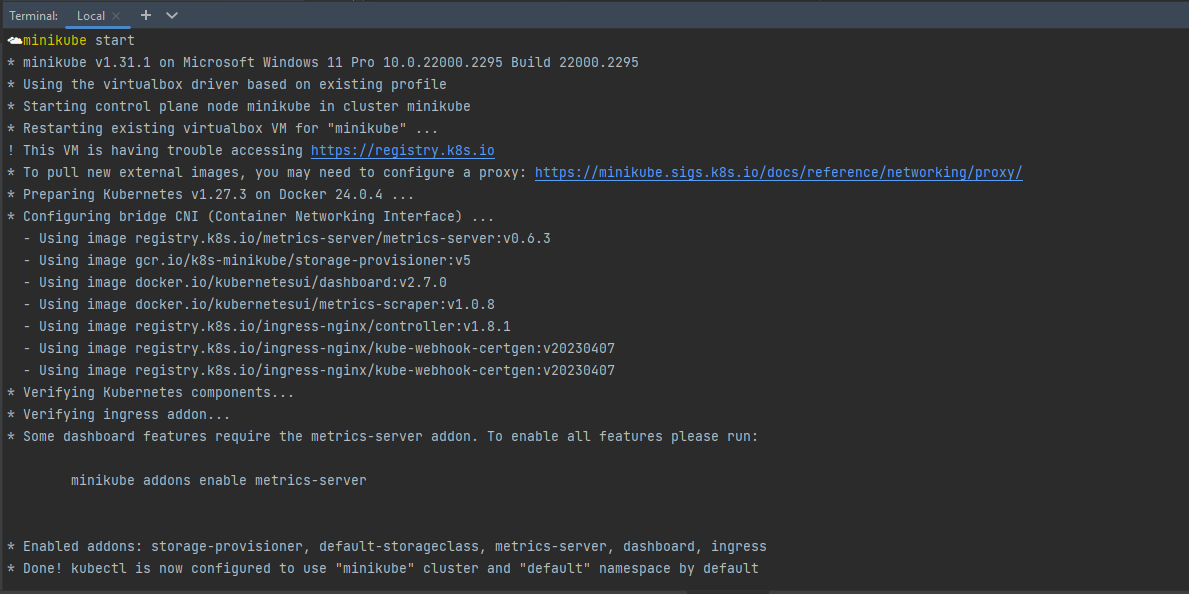 Terminal: Local
minikube start
* minikube v1.31.1 on Microsoft Windows 11 Pro 10.0.22000.2295 Build 22000.2295
* Using the virtualbox driver based on existing profile
* Starting control plane node minikube in cluster minikube
* Restarting existing virtualbox VM for "minikube" ...
! This VM is having trouble accessing https://registry.k8s.io
* To pull new external images, you may need to configure a proxy: https://minikube.sigs.k8s.io/docs/reference/networking/proxy/
* Preparing Kubernetes v1.27.3 on Docker 24.0.4 ...
* Configuring bridge CNI (Container Networking Interface) ...
- Using image registry.k8s.io/metrics-server/metrics-server:v0.6.3
- Using image gcr.io/k8s-minikube/storage-provisioner:v5
- Using image docker.io/kubernetesui/dashboard:v2.7.0
- Using image docker.io/kubernetesui/metrics-scraper:v1.0.8
- Using image registry.k8s.io/ingress-nginx/controller:v1.8.1
- Using image registry.k8s.io/ingress-nginx/kube-webhook-certgen:v20230407
- Using image registry.k8s.io/ingress-nginx/kube-webhook-certgen:v20230407
* Verifying Kubernetes components...
* Verifying ingress addon...
* Some dashboard features require the metrics-server addon. To enable all features please run:
minikube addons enable metrics-server
* Enabled addons: storage-provisioner, default-storageclass, metrics-server, dashboard, ingress
* Done! kubectl is now configured to use "minikube" cluster and "default" namespace by default